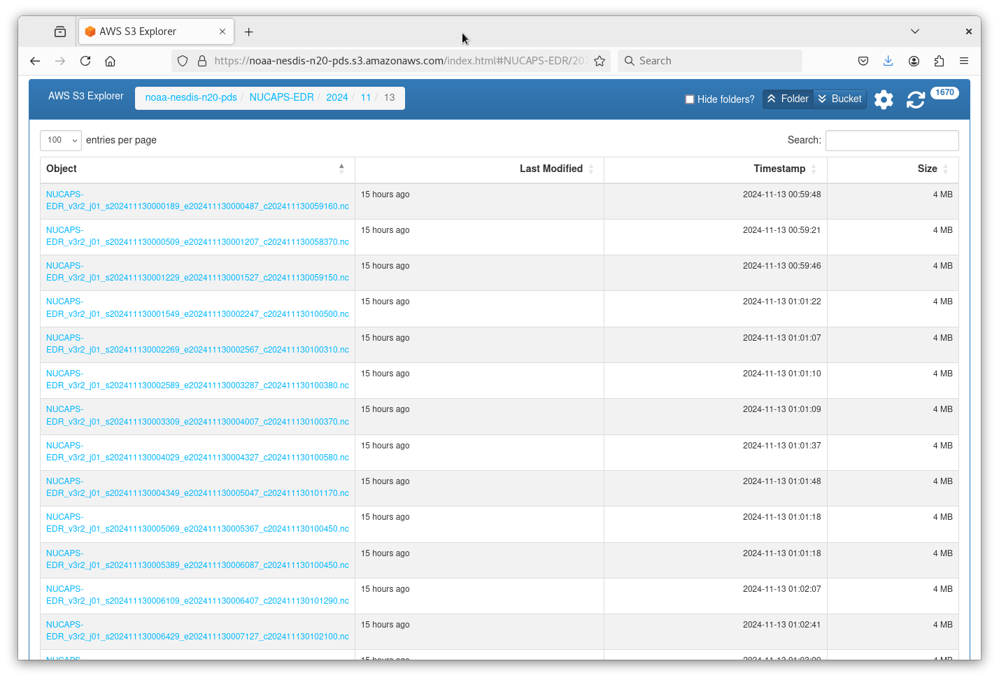 AWS S3 Explorer
https://noaa-nesdis-n20-pds.s3.amazonaws.com/index.html#NUCAPS-EDR/202
Search
AWS S3 Explorer
noaa-nesdis-n20-pds / NUCAPS-EDR / 2024 / 11 / 13
Hide folders?
Folder
Bucket
1670
100 entries per page
Search:
Object Last Modified Timestamp Size
NUCAPS- 15 hours ago 2024-11-13 00:59:48 4 MB
EDR_v3r2_j01_s202411130000189_e202411130000487_c202411130059160.nc
NUCAPS- 15 hours ago 2024-11-13 00:59:21 4 MB
EDR_v3r2_j01_s202411130000509_e202411130001207_c202411130058370.nc
NUCAPS- 15 hours ago 2024-11-13 00:59:46 4 MB
EDR_v3r2_j01_s202411130001229_e202411130001527_c202411130059150.nc
NUCAPS- 15 hours ago 2024-11-13 01:01:22 4 MB
EDR_v3r2_j01_s202411130001549_e202411130002247_c202411130100500.nc
NUCAPS- 15 hours ago 2024-11-13 01:01:07 4 MB
EDR_v3r2_j01_s202411130002269_e202411130002567_c202411130100310.nc
NUCAPS- 15 hours ago 2024-11-13 01:01:10 4 MB
EDR_v3r2_j01_s202411130002589_e202411130003287_c202411130100380.nc
NUCAPS- 15 hours ago 2024-11-13 01:01:09 4 MB
EDR_v3r2_j01_s202411130003309_e202411130004007_c202411130100370.nc
NUCAPS- 15 hours ago 2024-11-13 01:01:37 4 MB
EDR_v3r2_j01_s202411130004029_e202411130004327_c202411130100580.nc
NUCAPS- 15 hours ago 2024-11-13 01:01:48 4 MB
EDR_v3r2_j01_s202411130004349_e202411130005047_c202411130101170.nc
NUCAPS- 15 hours ago 2024-11-13 01:01:18 4 MB
EDR_v3r2_j01_s202411130005069_e202411130005367_c202411130100450.nc
NUCAPS- 15 hours ago 2024-11-13 01:01:18 4 MB
EDR_v3r2_j01_s202411130005389_e202411130006087_c202411130100450.nc
NUCAPS- 15 hours ago 2024-11-13 01:02:07 4 MB
EDR_v3r2_j01_s202411130006109_e202411130006407_c202411130101290.nc
NUCAPS- 15 hours ago 2024-11-13 01:02:41 4 MB
EDR_v3r2_j01_s202411130006429_e202411130007127_c202411130102100.nc